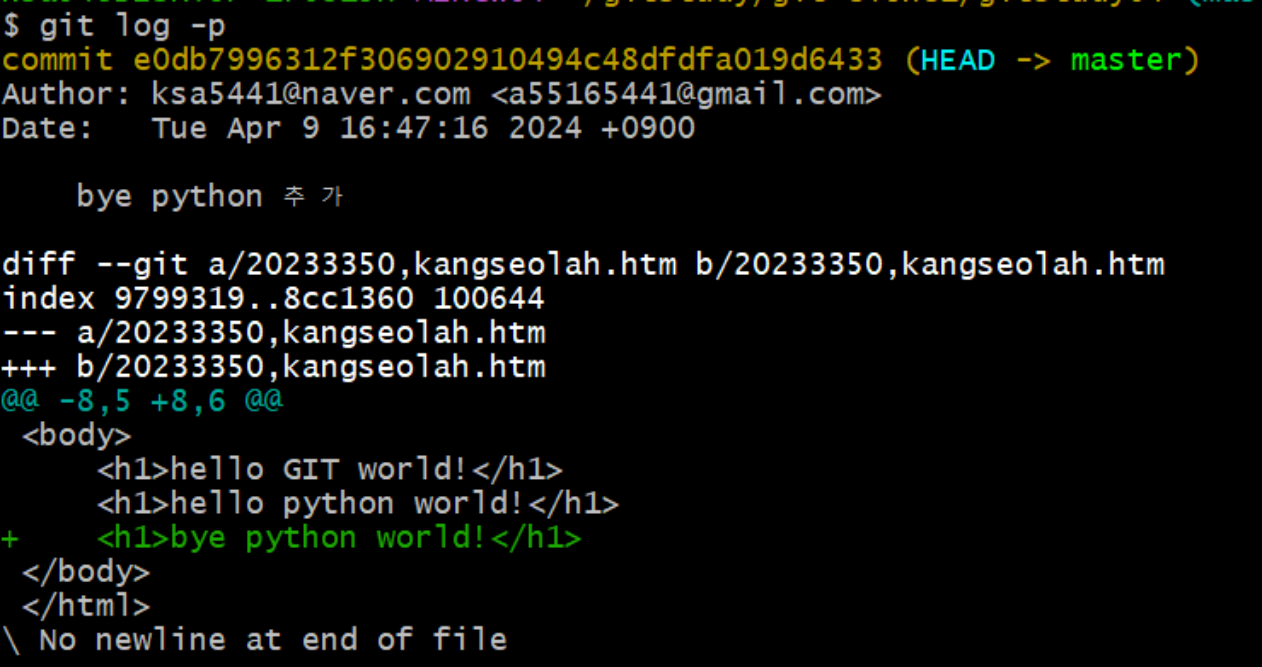 $ git log -p
commit e0db7996312f306902910494c48dfdfa019d6433 (HEAD -> master)
Author: ksa5441@naver.com <a55165441@gmail.com>
Date:   Tue Apr 9 16:47:16 2024 +0900

    bye python 추가

diff --git a/20233350,kangseolah.htm b/20233350,kangseolah.htm
index 9799319..8cc1360 100644
--- a/20233350,kangseolah.htm
+++ b/20233350,kangseolah.htm
@@ -8,5 +8,6 @@
 <body>
     <h1>hello GIT world!</h1>
     <h1>hello python world!</h1>
+    <h1>bye python world!</h1>
 </body>
 </html>
\ No newline at end of file